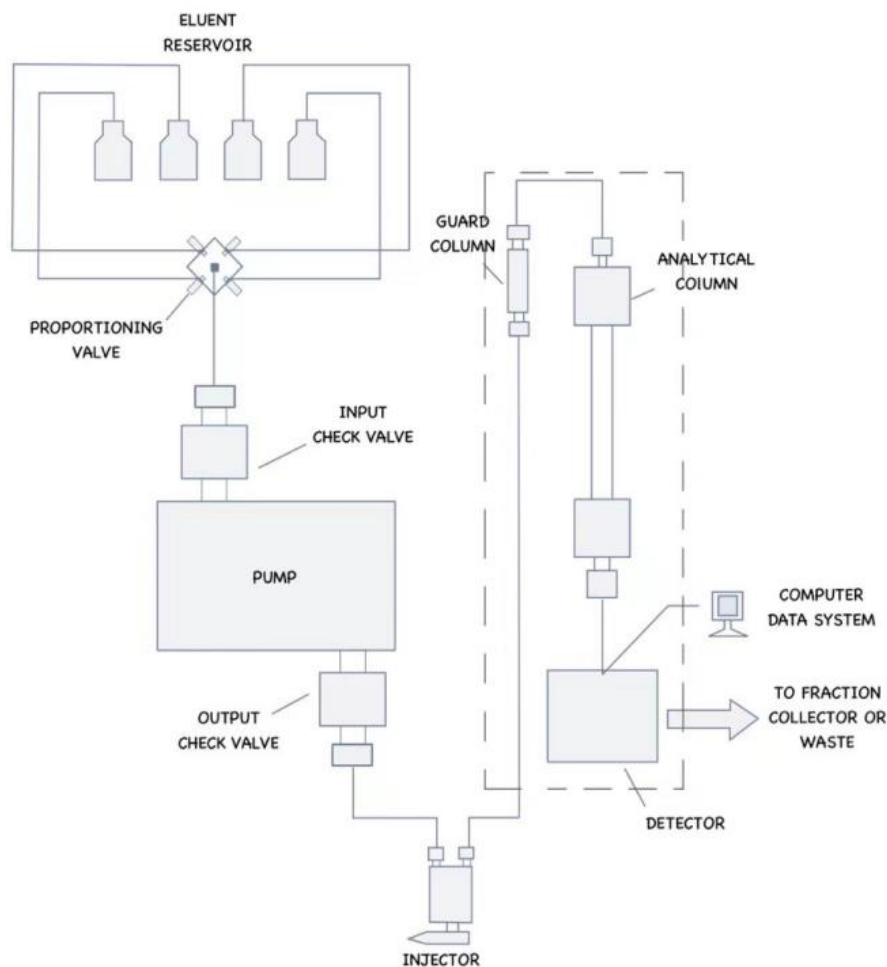 ELUENT
RESERVOIR
PROPORTIONING
VALVE
INPUT
CHECK VALVE
PUMP
OUTPUT
CHECK VALVE
INJECTOR
GUARD
COLUMN
ANALYTICAL
COLUMN
COMPUTER
DATA SYSTEM
TO FRACTION
COLLECTOR OR
WASTE
DETECTOR